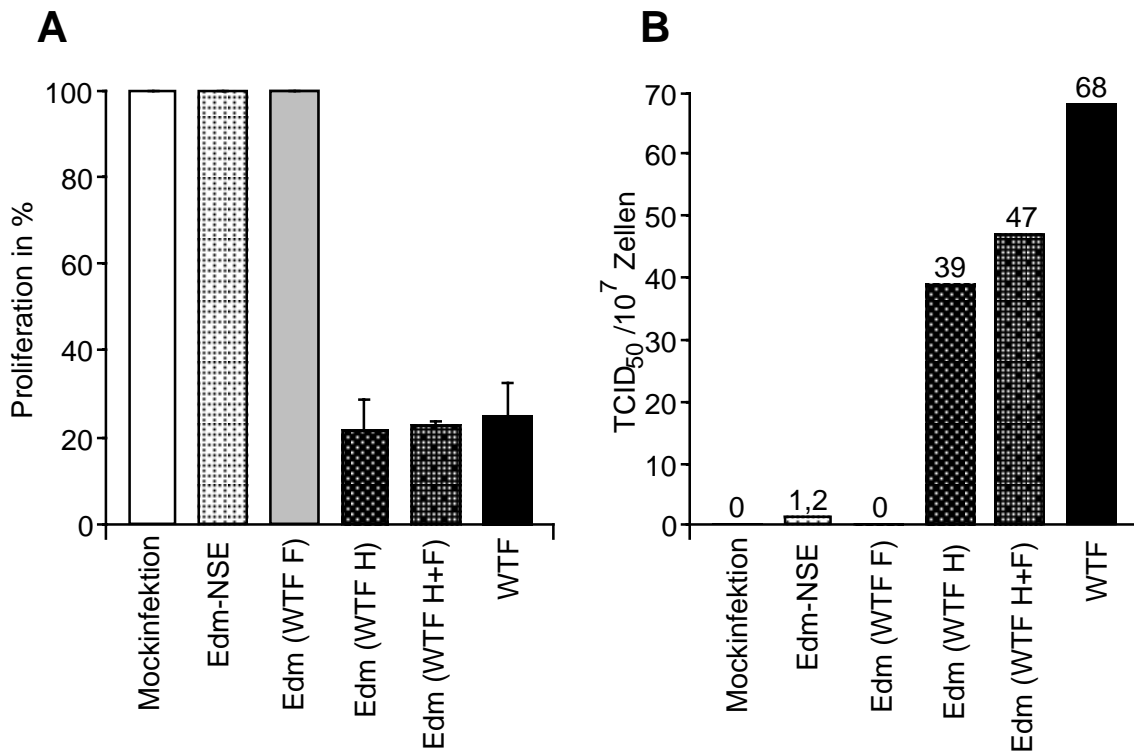 A
Proliferation in %
100
80
60
40
20
0
Mockinfektion
Edm-NSE
Edm (WTF F)
Edm (WTF H)
Edm (WTF H+F)
WTF
B
TCID50 /10^7 Zellen
70
60
50
40
30
20
10
0
0
1,2
0
39
47
68
Mockinfektion
Edm-NSE
Edm (WTF F)
Edm (WTF H)
Edm (WTF H+F)
WTF